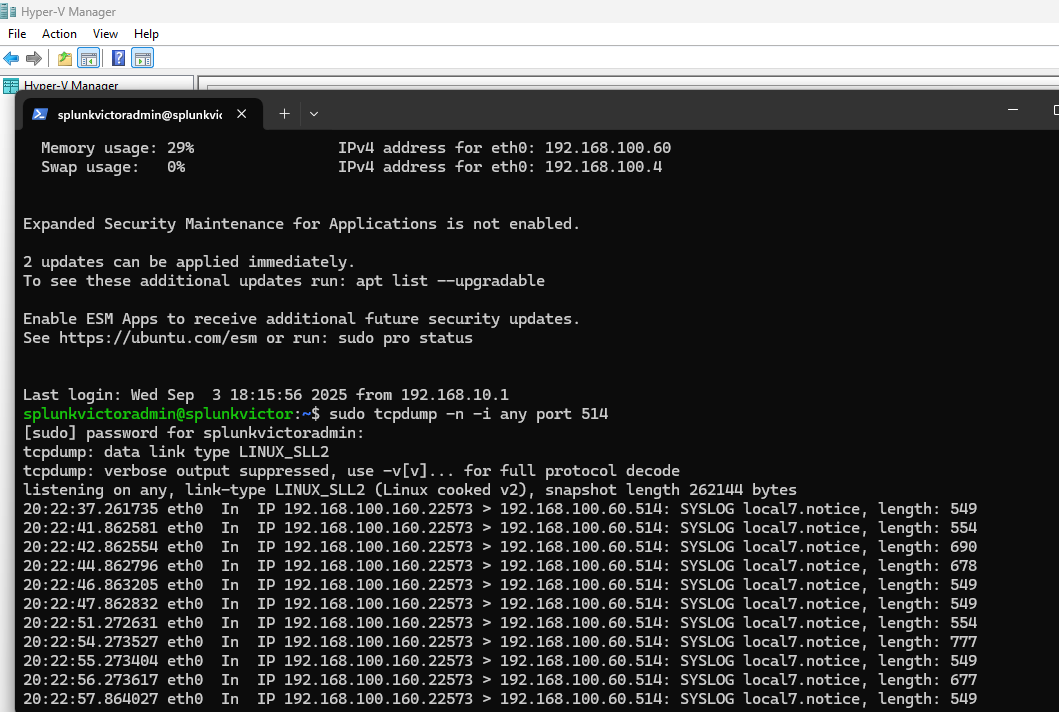 Hyper-V Manager
File Action View Help
Hyper-V Manager
splunkvictoradmin@splunkvic
Memory usage: 29% IPv4 address for eth0: 192.168.100.60
Swap usage: 0% IPv4 address for eth0: 192.168.100.4
Expanded Security Maintenance for Applications is not enabled.
2 updates can be applied immediately.
To see these additional updates run: apt list --upgradable
Enable ESM Apps to receive additional future security updates.
See https://ubuntu.com/esm or run: sudo pro status
Last login: Wed Sep  3 18:15:56 2025 from 192.168.10.1
splunkvictoradmin@splunkvictor:~$ sudo tcpdump -n -i any port 514
[sudo] password for splunkvictoradmin:
tcpdump: data link type LINUX_SLL2
tcpdump: verbose output suppressed, use -v[v]... for full protocol decode
listening on any, link-type LINUX_SLL2 (Linux cooked v2), snapshot length 262144 bytes
20:22:37.261735 eth0  In  IP 192.168.100.160.22573 > 192.168.100.60.514: SYSLOG local7.notice, length: 549
20:22:41.862581 eth0  In  IP 192.168.100.160.22573 > 192.168.100.60.514: SYSLOG local7.notice, length: 554
20:22:42.862554 eth0  In  IP 192.168.100.160.22573 > 192.168.100.60.514: SYSLOG local7.notice, length: 690
20:22:44.862796 eth0  In  IP 192.168.100.160.22573 > 192.168.100.60.514: SYSLOG local7.notice, length: 678
20:22:46.863205 eth0  In  IP 192.168.100.160.22573 > 192.168.100.60.514: SYSLOG local7.notice, length: 549
20:22:47.862832 eth0  In  IP 192.168.100.160.22573 > 192.168.100.60.514: SYSLOG local7.notice, length: 549
20:22:51.272631 eth0  In  IP 192.168.100.160.22573 > 192.168.100.60.514: SYSLOG local7.notice, length: 554
20:22:54.273527 eth0  In  IP 192.168.100.160.22573 > 192.168.100.60.514: SYSLOG local7.notice, length: 777
20:22:55.273404 eth0  In  IP 192.168.100.160.22573 > 192.168.100.60.514: SYSLOG local7.notice, length: 549
20:22:56.273617 eth0  In  IP 192.168.100.160.22573 > 192.168.100.60.514: SYSLOG local7.notice, length: 677
20:22:57.864027 eth0  In  IP 192.168.100.160.22573 > 192.168.100.60.514: SYSLOG local7.notice, length: 549